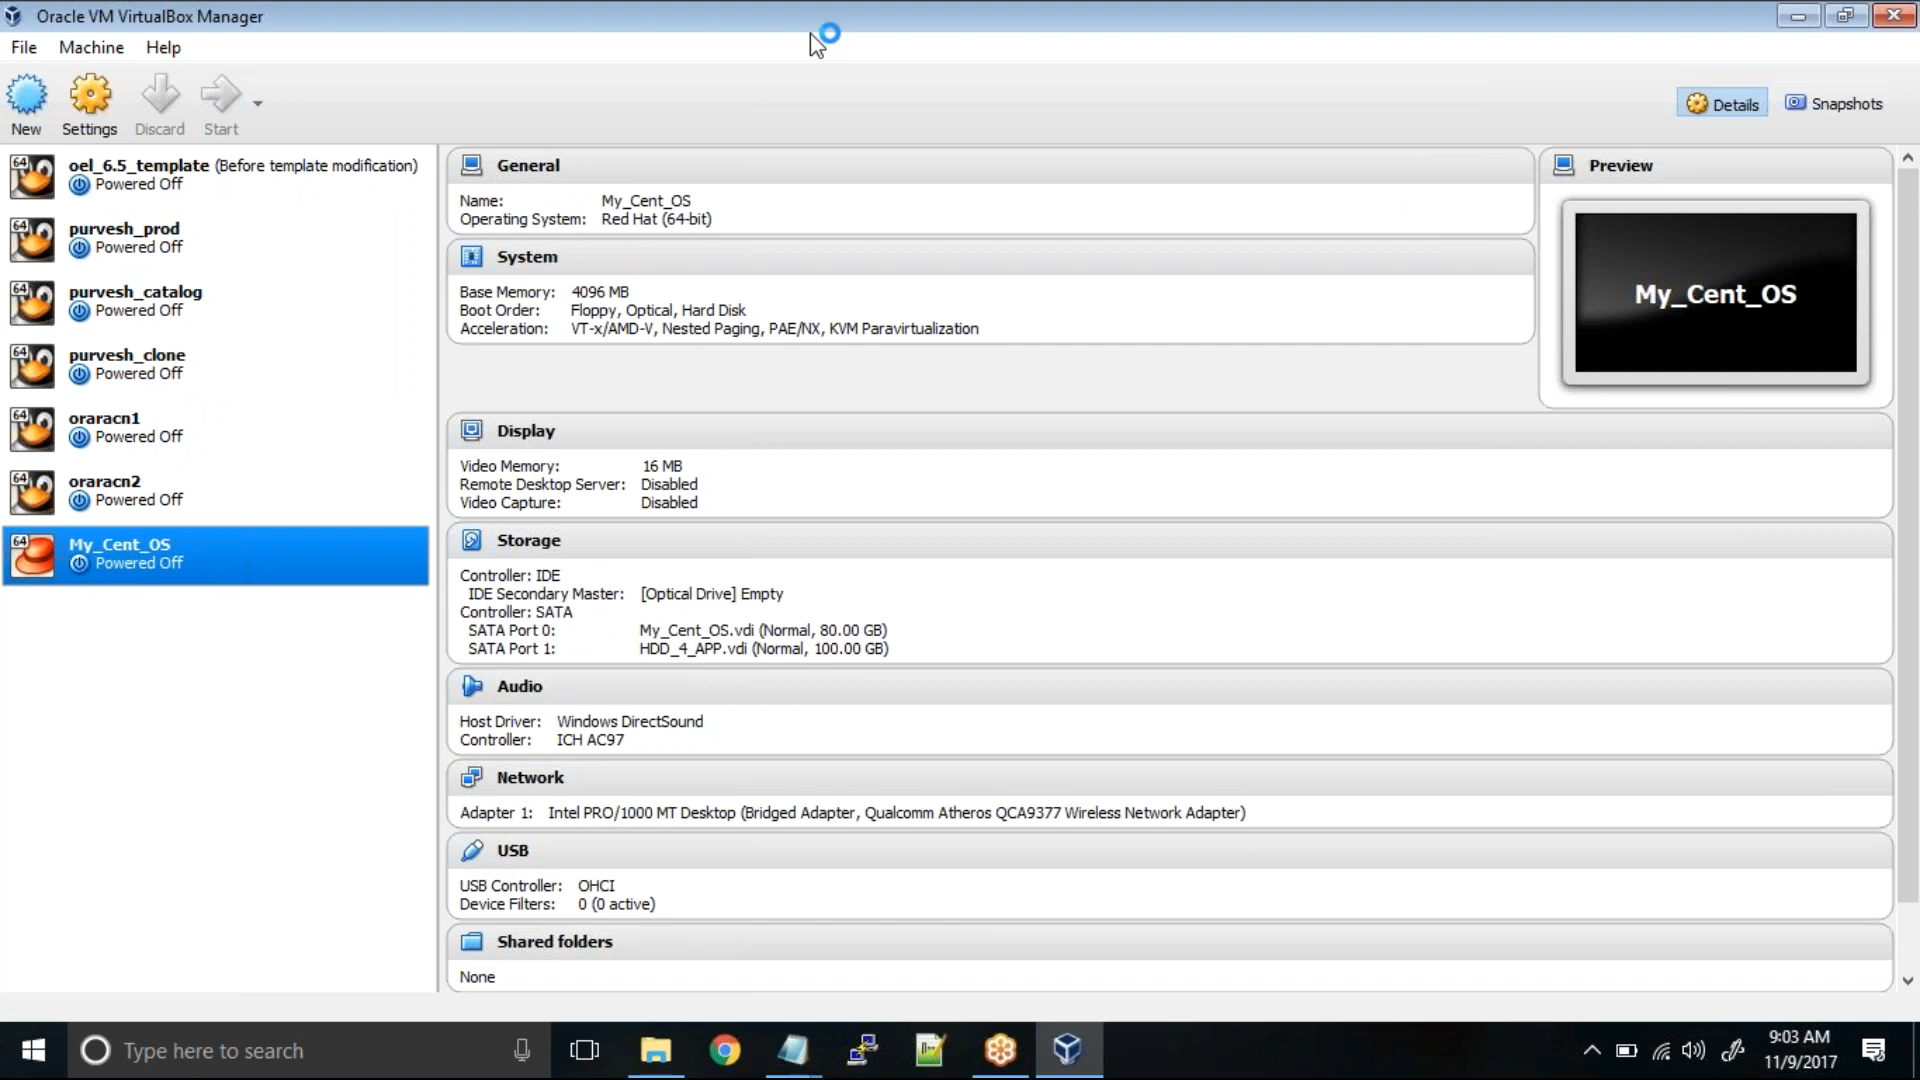 Oracle VM VirtualBox Manager
File Machine Help
New Settings Discard Start
Details Snapshots
64 oel_6.5_template (Before template modification)
Powered Off
64 purvesh_prod
Powered Off
64 purvesh_catalog
Powered Off
64 purvesh_clone
Powered Off
64 oraracn1
Powered Off
64 oraracn2
Powered Off
64 My_Cent_OS
Powered Off
General
Name: My_Cent_OS
Operating System: Red Hat (64-bit)
System
Base Memory: 4096 MB
Boot Order: Floppy, Optical, Hard Disk
Acceleration: VT-x/AMD-V, Nested Paging, PAE/NX, KVM Paravirtualization
Preview
My_Cent_OS
Display
Video Memory: 16 MB
Remote Desktop Server: Disabled
Video Capture: Disabled
Storage
Controller: IDE
IDE Secondary Master: [Optical Drive] Empty
Controller: SATA
SATA Port 0: My_Cent_OS.vdi (Normal, 80.00 GB)
SATA Port 1: HDD_4_APP.vdi (Normal, 100.00 GB)
Audio
Host Driver: Windows DirectSound
Controller: ICH AC97
Network
Adapter 1: Intel PRO/1000 MT Desktop (Bridged Adapter, Qualcomm Atheros QCA9377 Wireless Network Adapter)
USB
USB Controller: OHCI
Device Filters: 0 (0 active)
Shared folders
None
Type here to search
9:03 AM
11/9/2017